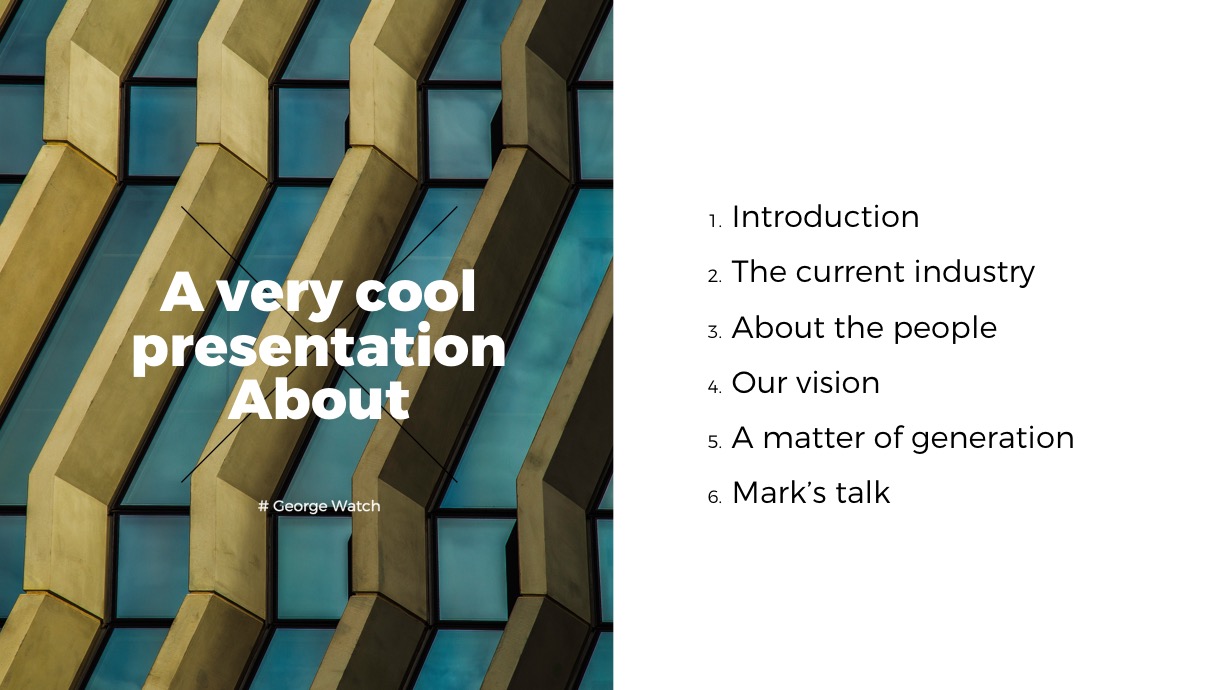 A very cool
presentation
About
# George Watch
1. Introduction
2. The current industry
3. About the people
4. Our vision
5. A matter of generation
6. Mark’s talk